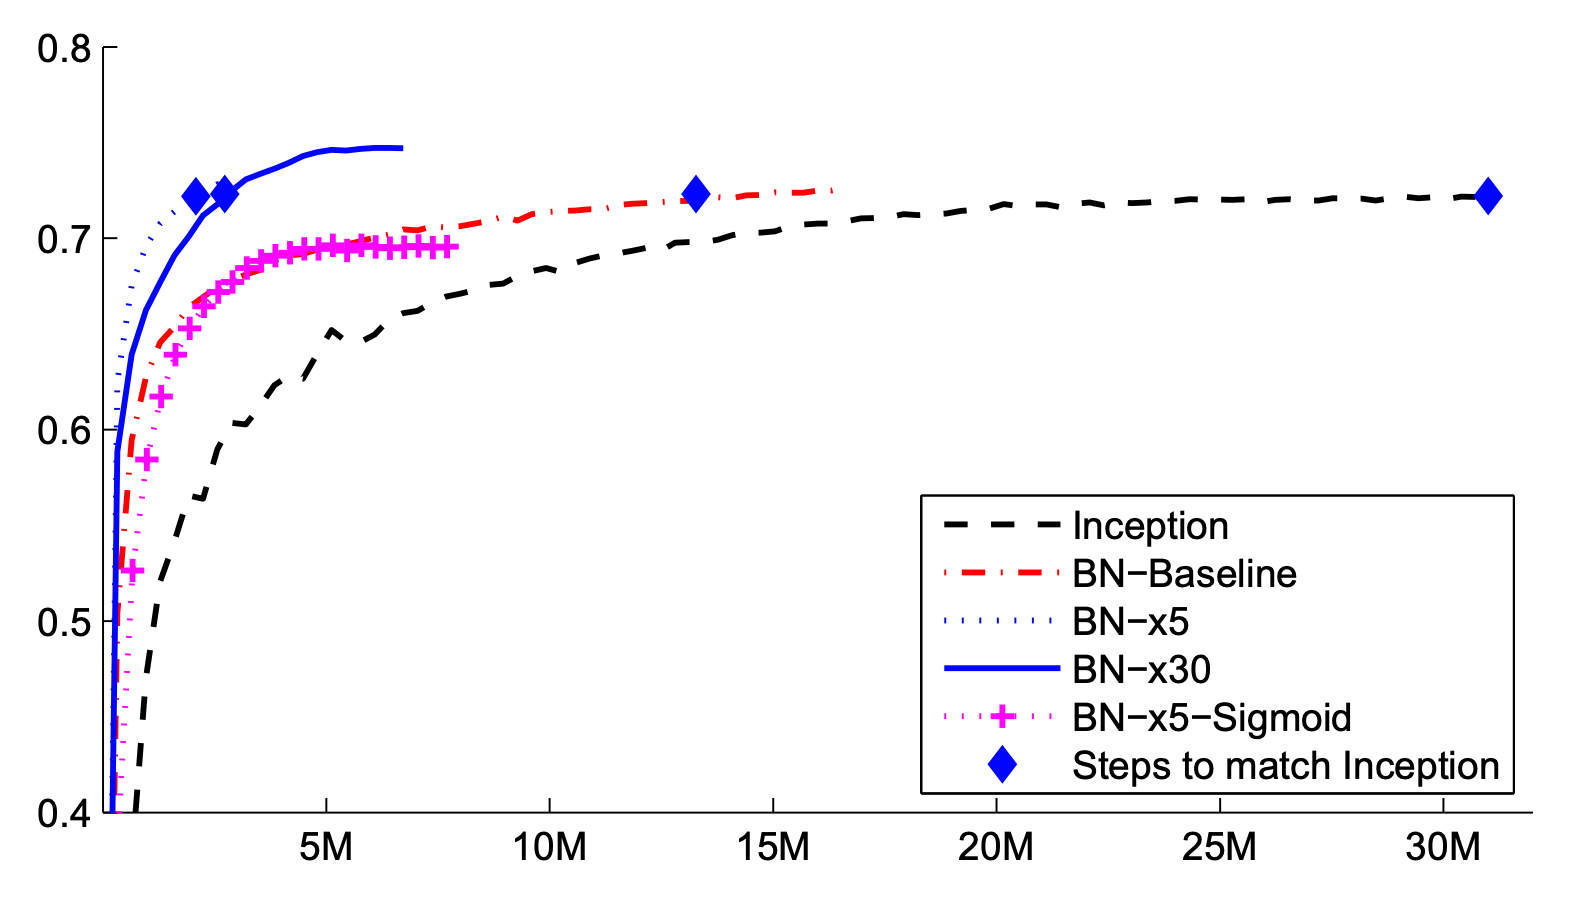 0.8
0.7
0.6
0.5
0.4
5M
10M
15M
20M
25M
30M
Inception
BN−Baseline
BN−x5
BN−x30
BN−x5−Sigmoid
Steps to match Inception